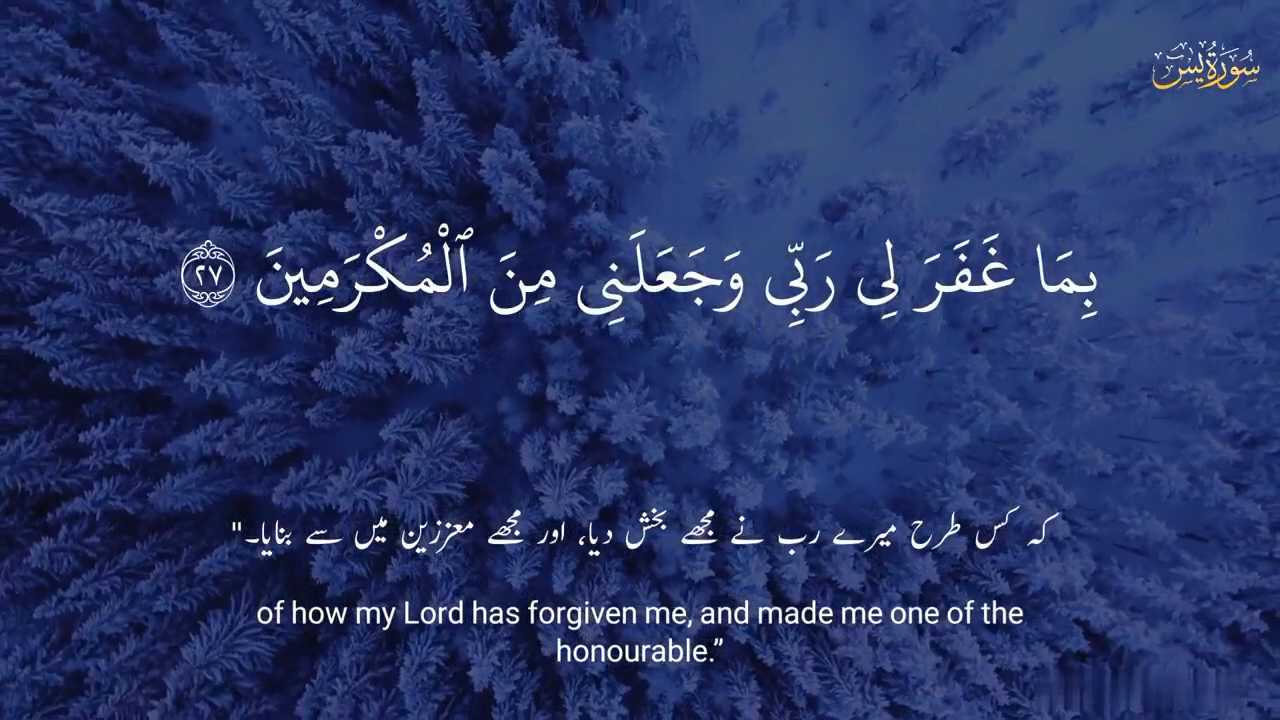 سُورَةُ يس
بِمَا غَفَرَ لِي رَبِّي وَجَعَلَنِي مِنَ ٱلْمُكْرَمِينَ ٢٧
کہ کس طرح میرے رب نے مجھے بخش دیا، اور مجھے معززین میں سے بنایا۔"
of how my Lord has forgiven me, and made me one of the
honourable.”